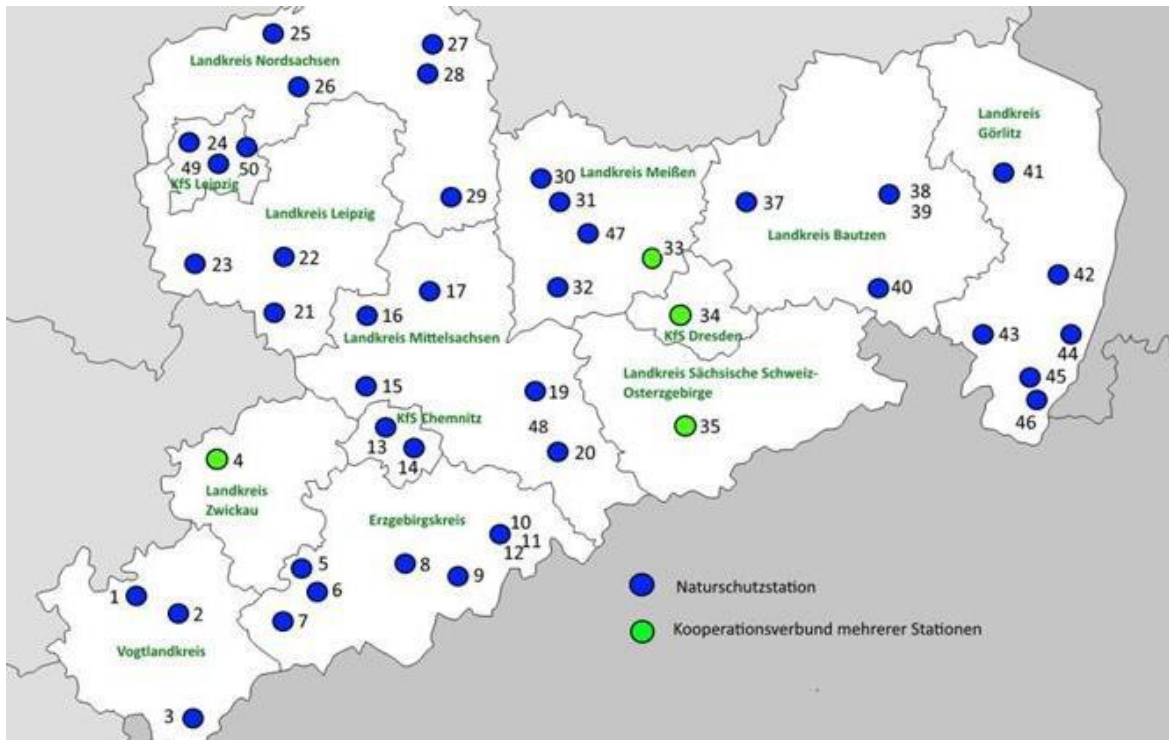 25
Landkreis Nordsachsen
26
27
28
24
49
50
KfS Leipzig
Landkreis Leipzig
29
23
22
21
30
Landkreis Meißen
31
47
33
32
34
KfS Dresden
37
38
39
Landkreis Bautzen
40
Landkreis
Görlitz
41
42
43
44
45
46
17
16
Landkreis Mittelsachsen
15
KfS Chemnitz
13
14
19
48
20
Landkreis Sächsische Schweiz-
Osterzgebirge
35
4
Landkreis
Zwickau
Erzgebirgskreis
10
11
12
5
6
7
8
9
1
2
Vogtlandkreis
3
Naturschutzstation
Kooperationsverbund mehrerer Stationen